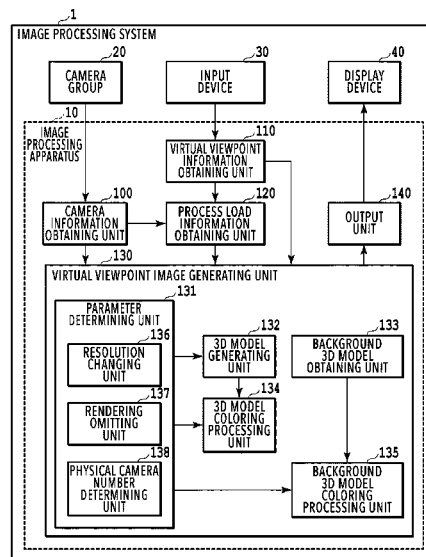 1
IMAGE PROCESSING SYSTEM
20
CAMERA
GROUP
30
INPUT
DEVICE
40
DISPLAY
DEVICE
10
IMAGE
PROCESSING
APPARATUS
110
VIRTUAL VIEWPOINT
INFORMATION
OBTAINING UNIT
100
CAMERA
INFORMATION
OBTAINING UNIT
120
PROCESS LOAD
INFORMATION
OBTAINING UNIT
140
OUTPUT
UNIT
130
VIRTUAL VIEWPOINT IMAGE GENERATING UNIT
131
PARAMETER
DETERMINING UNIT
136
RESOLUTION
CHANGING
UNIT
132
3D MODEL
GENERATING
UNIT
133
BACKGROUND
3D MODEL
OBTAINING UNIT
137
RENDERING
OMITTING
UNIT
134
3D MODEL
COLORING
PROCESSING
UNIT
138
PHYSICAL CAMERA
NUMBER
DETERMINING UNIT
135
BACKGROUND
3D MODEL
COLORING
PROCESSING UNIT